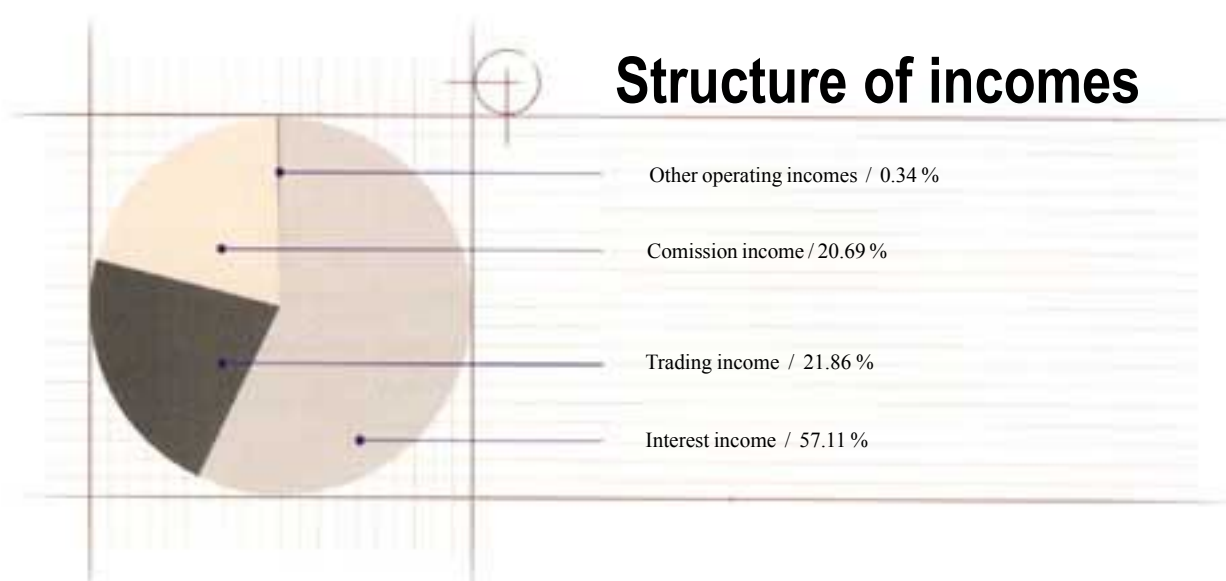 Structure of incomes
Other operating incomes / 0.34 %
Comission income / 20.69 %
Trading income / 21.86 %
Interest income / 57.11 %